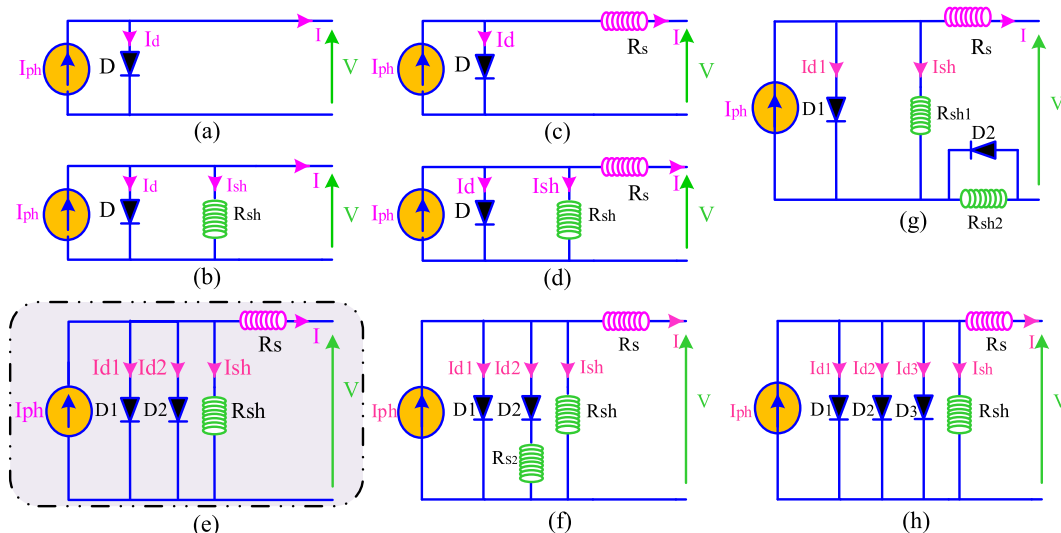 Iph
Id
D
I
V
(a)
Iph
Id
D
Ish
Rsh
I
V
(b)
Iph
Id
D
Rs
I
V
(c)
Iph
Id
D
Ish
Rsh
Rs
I
V
(d)
Iph
Id1
D1
Id2
D2
Ish
Rsh
Rs
I
V
(e)
Iph
Id1
D1
Id2
D2
RS2
Ish
Rsh
Rs
I
V
(f)
Iph
Id1
D1
Ish
Rsh1
D2
Rsh2
Rs
I
V
(g)
Iph
Id1
D1
Id2
D2
Id3
D3
Ish
Rsh
Rs
I
V
(h)